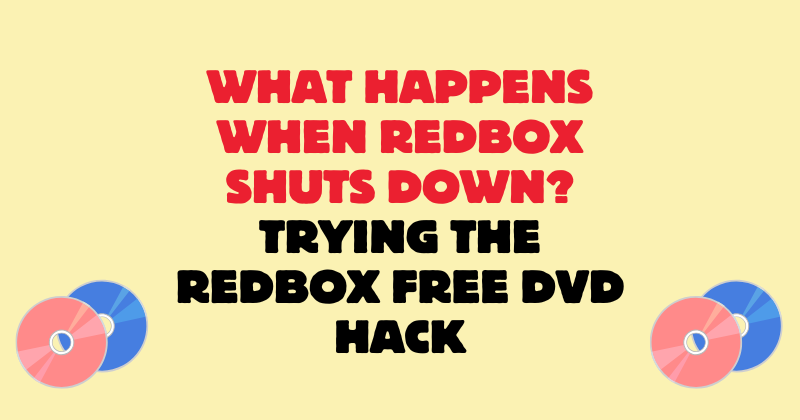 WHAT HAPPENS
WHEN REDBOX
SHUTS DOWN?
TRYING THE
REDBOX FREE DVD
HACK